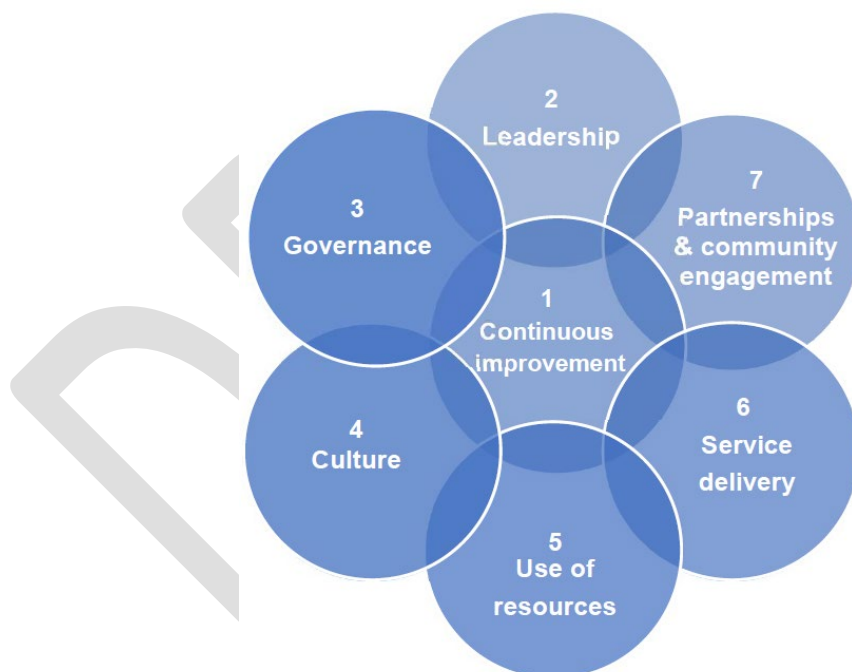 2
Leadership
7
Partnerships
& community
engagement
3
Governance
1
Continuous
improvement
4
Culture
6
Service
delivery
5
Use of
resources